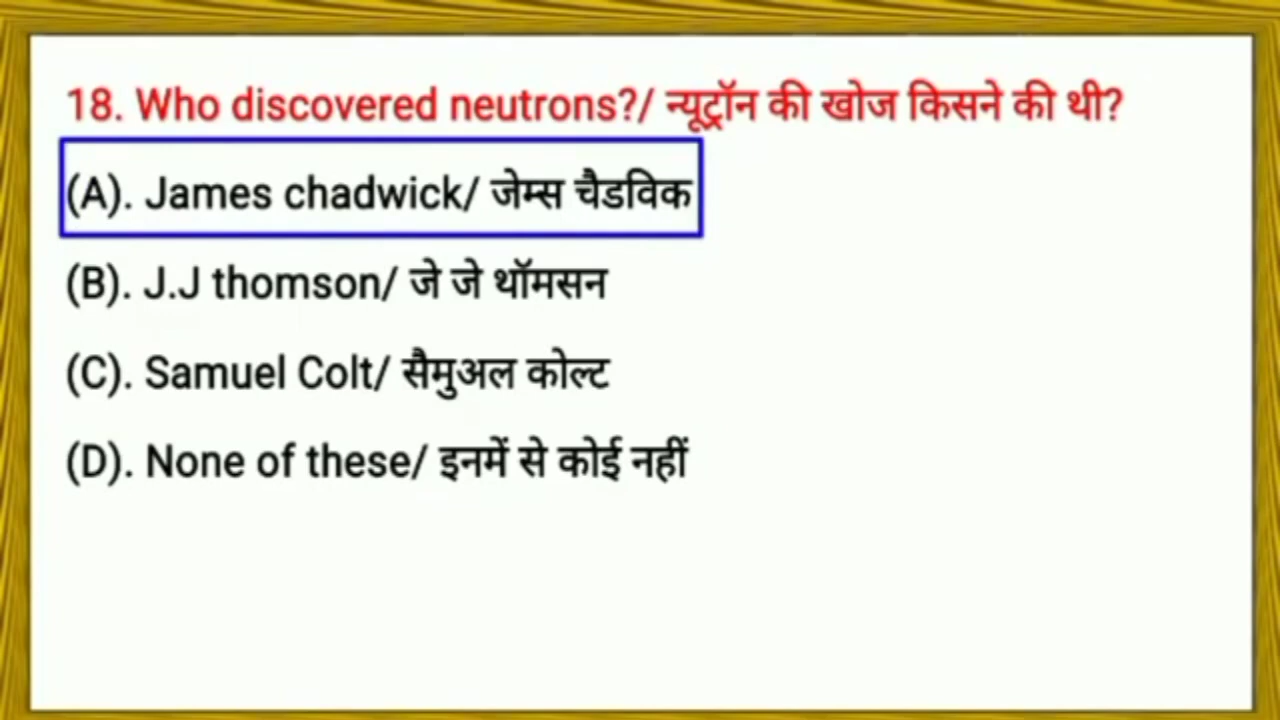 18. Who discovered neutrons?/ न्यूट्रॉन की खोज किसने की थी?
(A). James chadwick/ जेम्स चैडविक
(B). J.J thomson/ जे जे थॉमसन
(C). Samuel Colt/ सैमुअल कोल्ट
(D). None of these/ इनमें से कोई नहीं